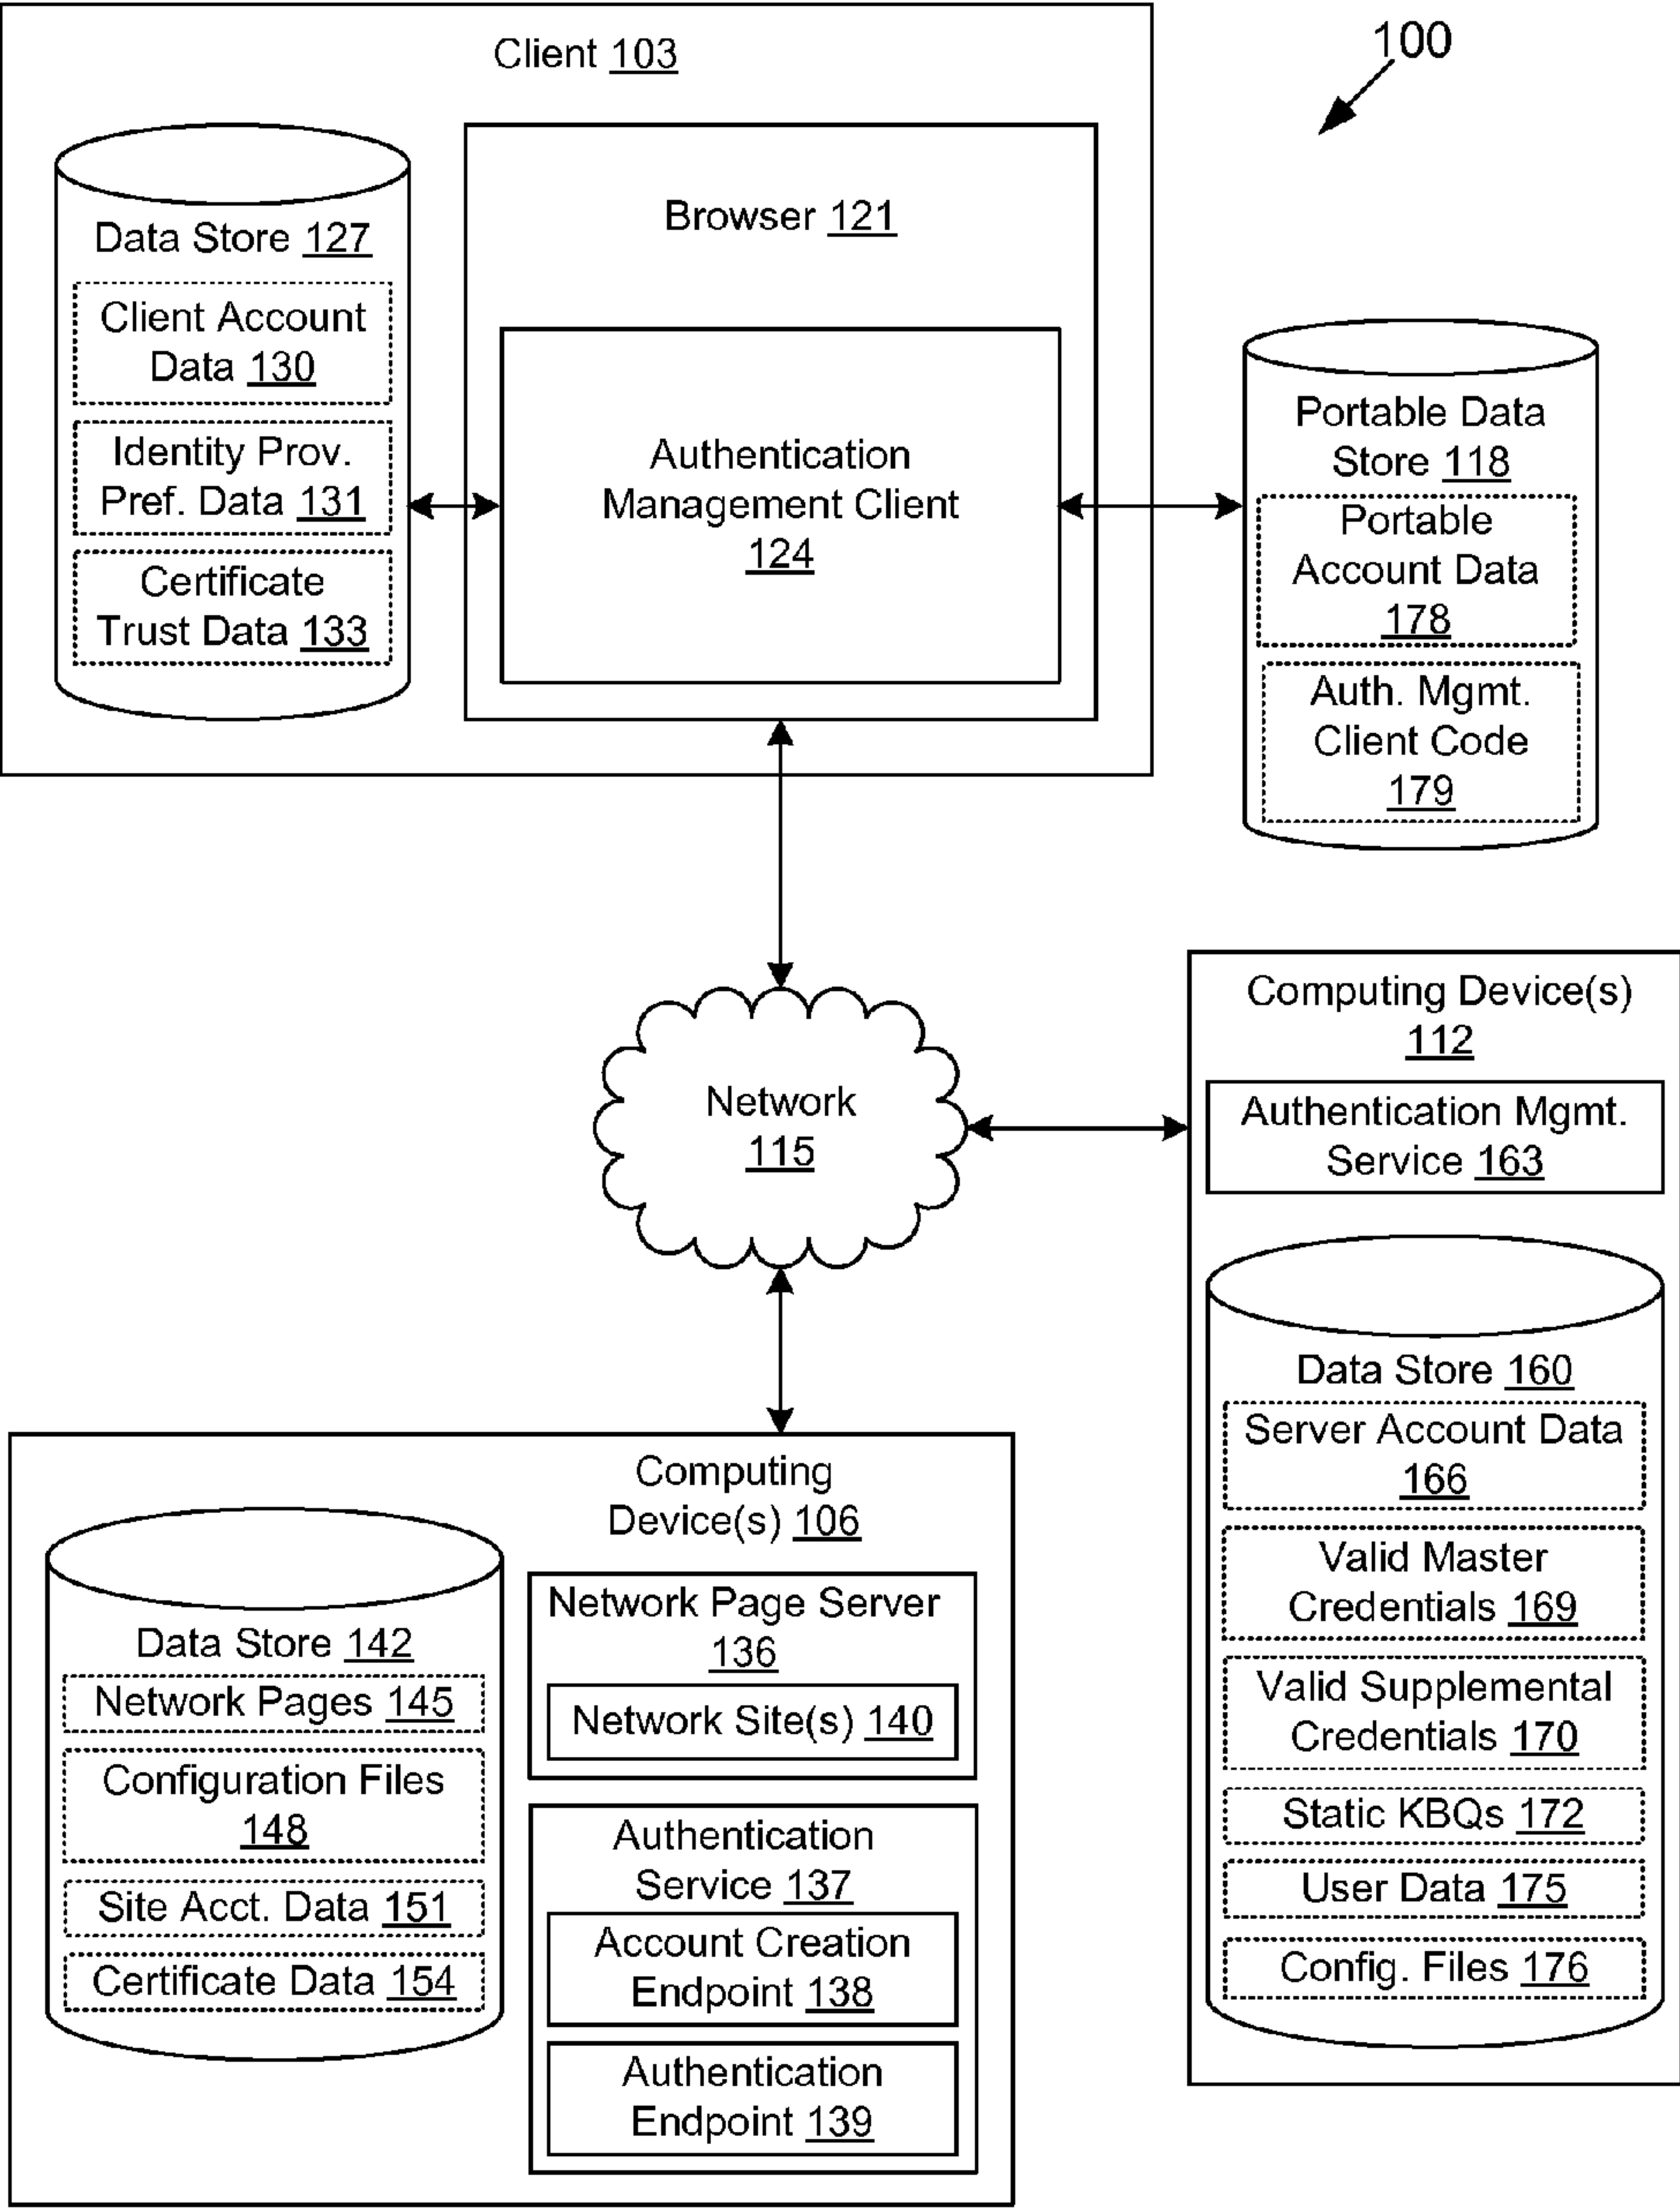 100
Client 103
Data Store 127
Client Account
Data 130
Identity Prov.
Pref. Data 131
Certificate
Trust Data 133
Browser 121
Authentication
Management Client
124
Portable Data
Store 118
Portable
Account Data
178
Auth. Mgmt.
Client Code
179
Network
115
Computing Device(s)
112
Authentication Mgmt.
Service 163
Data Store 160
Server Account Data
166
Valid Master
Credentials 169
Valid Supplemental
Credentials 170
Static KBQs 172
User Data 175
Config. Files 176
Computing
Device(s) 106
Data Store 142
Network Pages 145
Configuration Files
148
Site Acct. Data 151
Certificate Data 154
Network Page Server
136
Network Site(s) 140
Authentication
Service 137
Account Creation
Endpoint 138
Authentication
Endpoint 139